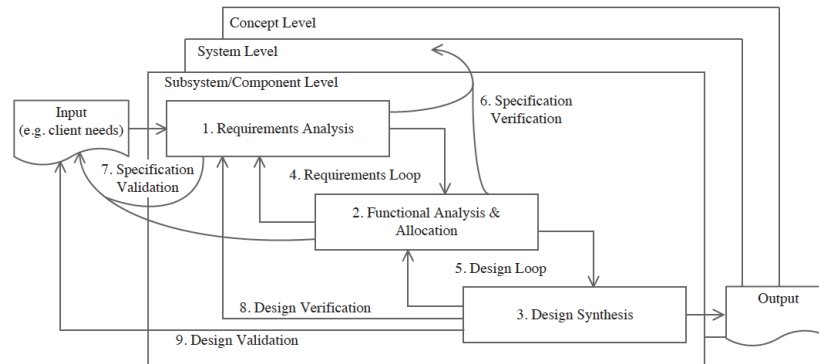 Concept Level
System Level
Subsystem/Component Level
Input
(e.g. client needs)
1. Requirements Analysis
6. Specification
Verification
7. Specification
Validation
4. Requirements Loop
2. Functional Analysis &
Allocation
5. Design Loop
8. Design Verification
3. Design Synthesis
Output
9. Design Validation